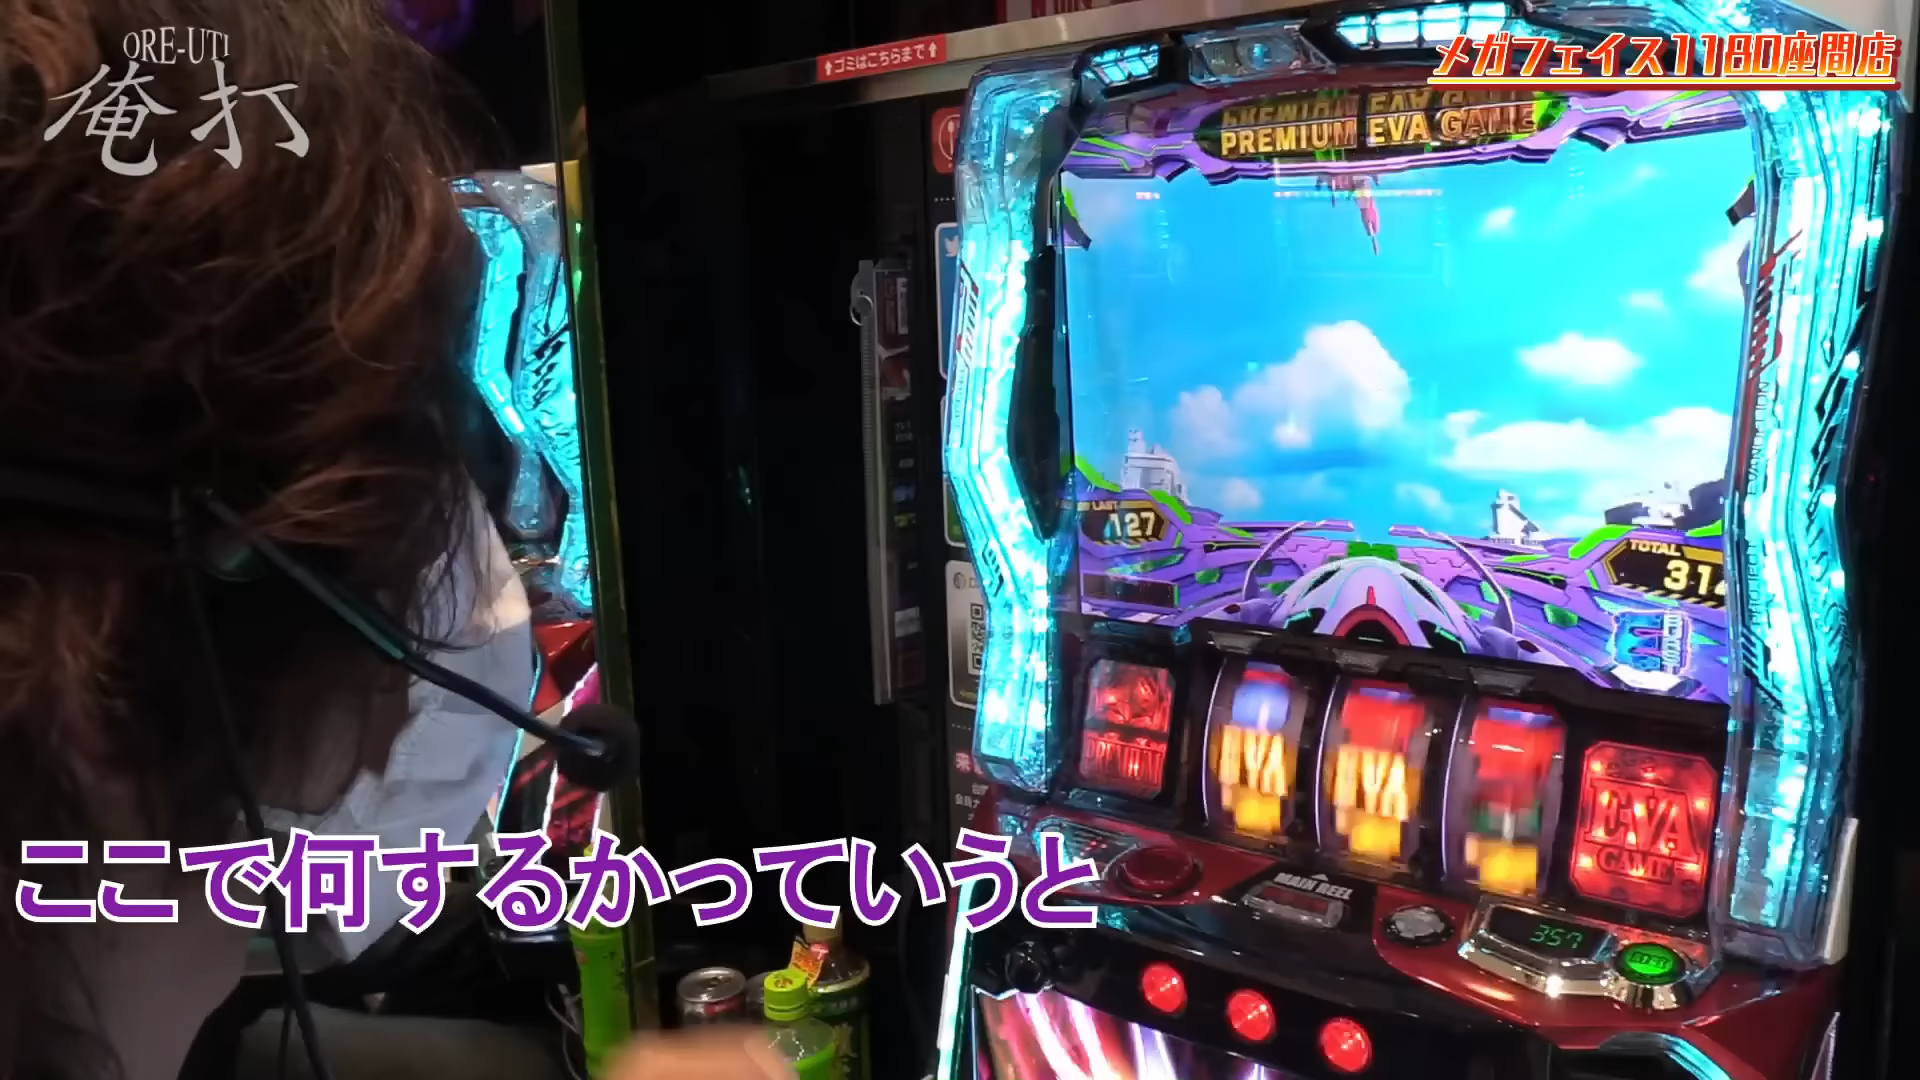 ORE-UTI
俺打
メガフェイス1180座間店
⬆ゴミはこちらまで⬆
PREMIUM EVA GAME
LAST
127
TOTAL
314
EVA
EVA
PREMIUM
EVA
GAME
MAIN REEL
357
ここで何するかっていうと